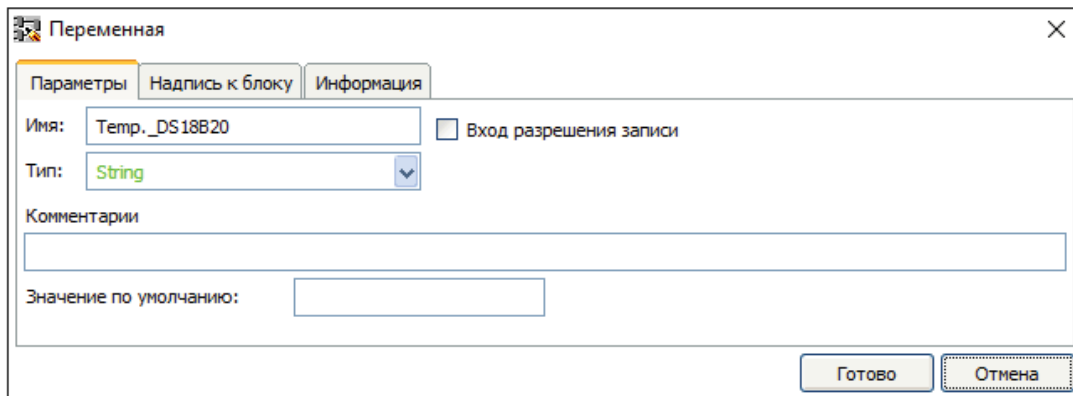 Переменная
Параметры Надпись к блоку Информация
Имя: Temp._DS18B20 Вход разрешения записи
Тип: String
Комментарии
Значение по умолчанию:
Готово Отмена